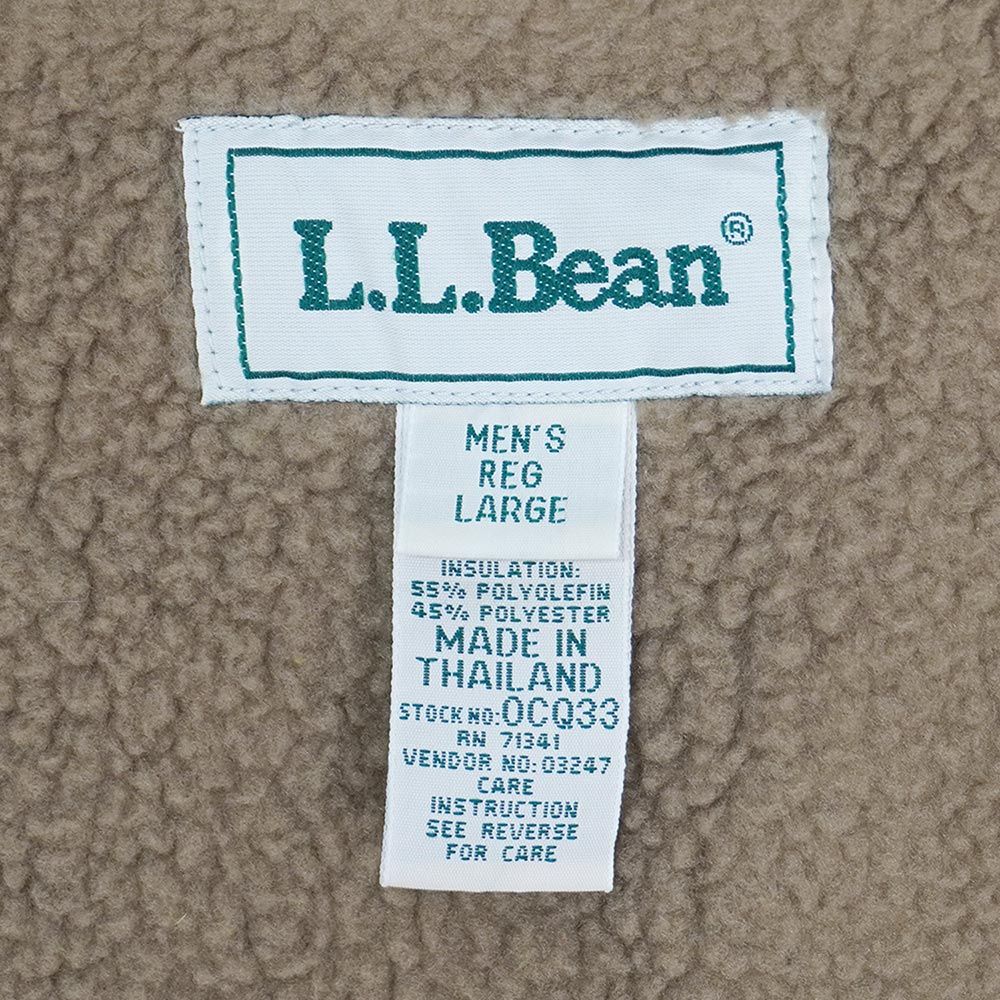 L.L.Bean®
MEN'S
REG
LARGE
INSULATION:
55% POLYOLEFIN
45% POLYESTER
MADE IN
THAILAND
STOCK NO: 0CQ33
RN 71341
VENDOR NO: 03247
CARE
INSTRUCTION
SEE REVERSE
FOR CARE